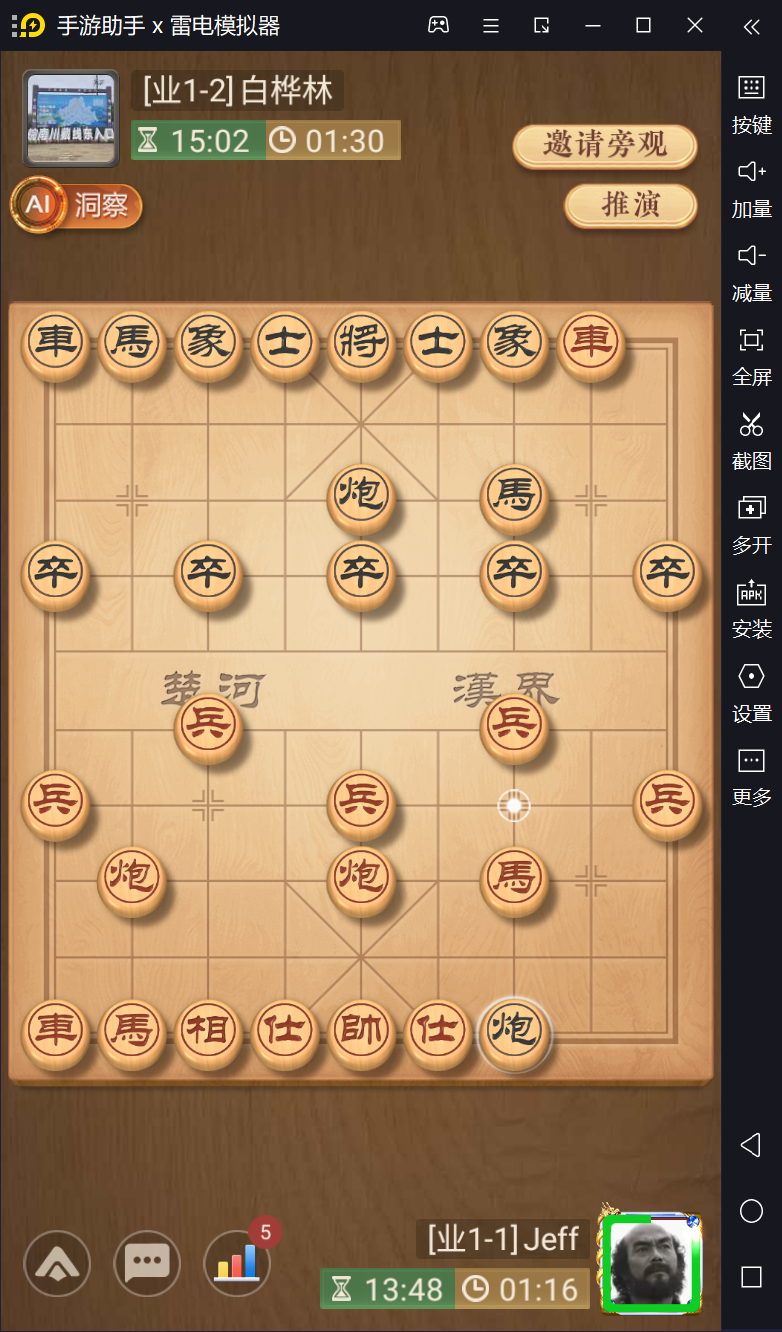 手游助手 x 雷电模拟器
[业1-2]白桦林
15:02 01:30
邀请旁观
AI 洞察
推演
車 馬 象 士 將 士 象 車
炮 馬
卒 卒 卒 卒 卒
楚河 漢界
兵 兵
兵 兵 兵
炮 炮 馬
車 馬 相 仕 帥 仕 炮
5
[业1-1]Jeff
13:48 01:16
按键
加量
减量
全屏
截图
多开
APK
安装
设置
更多